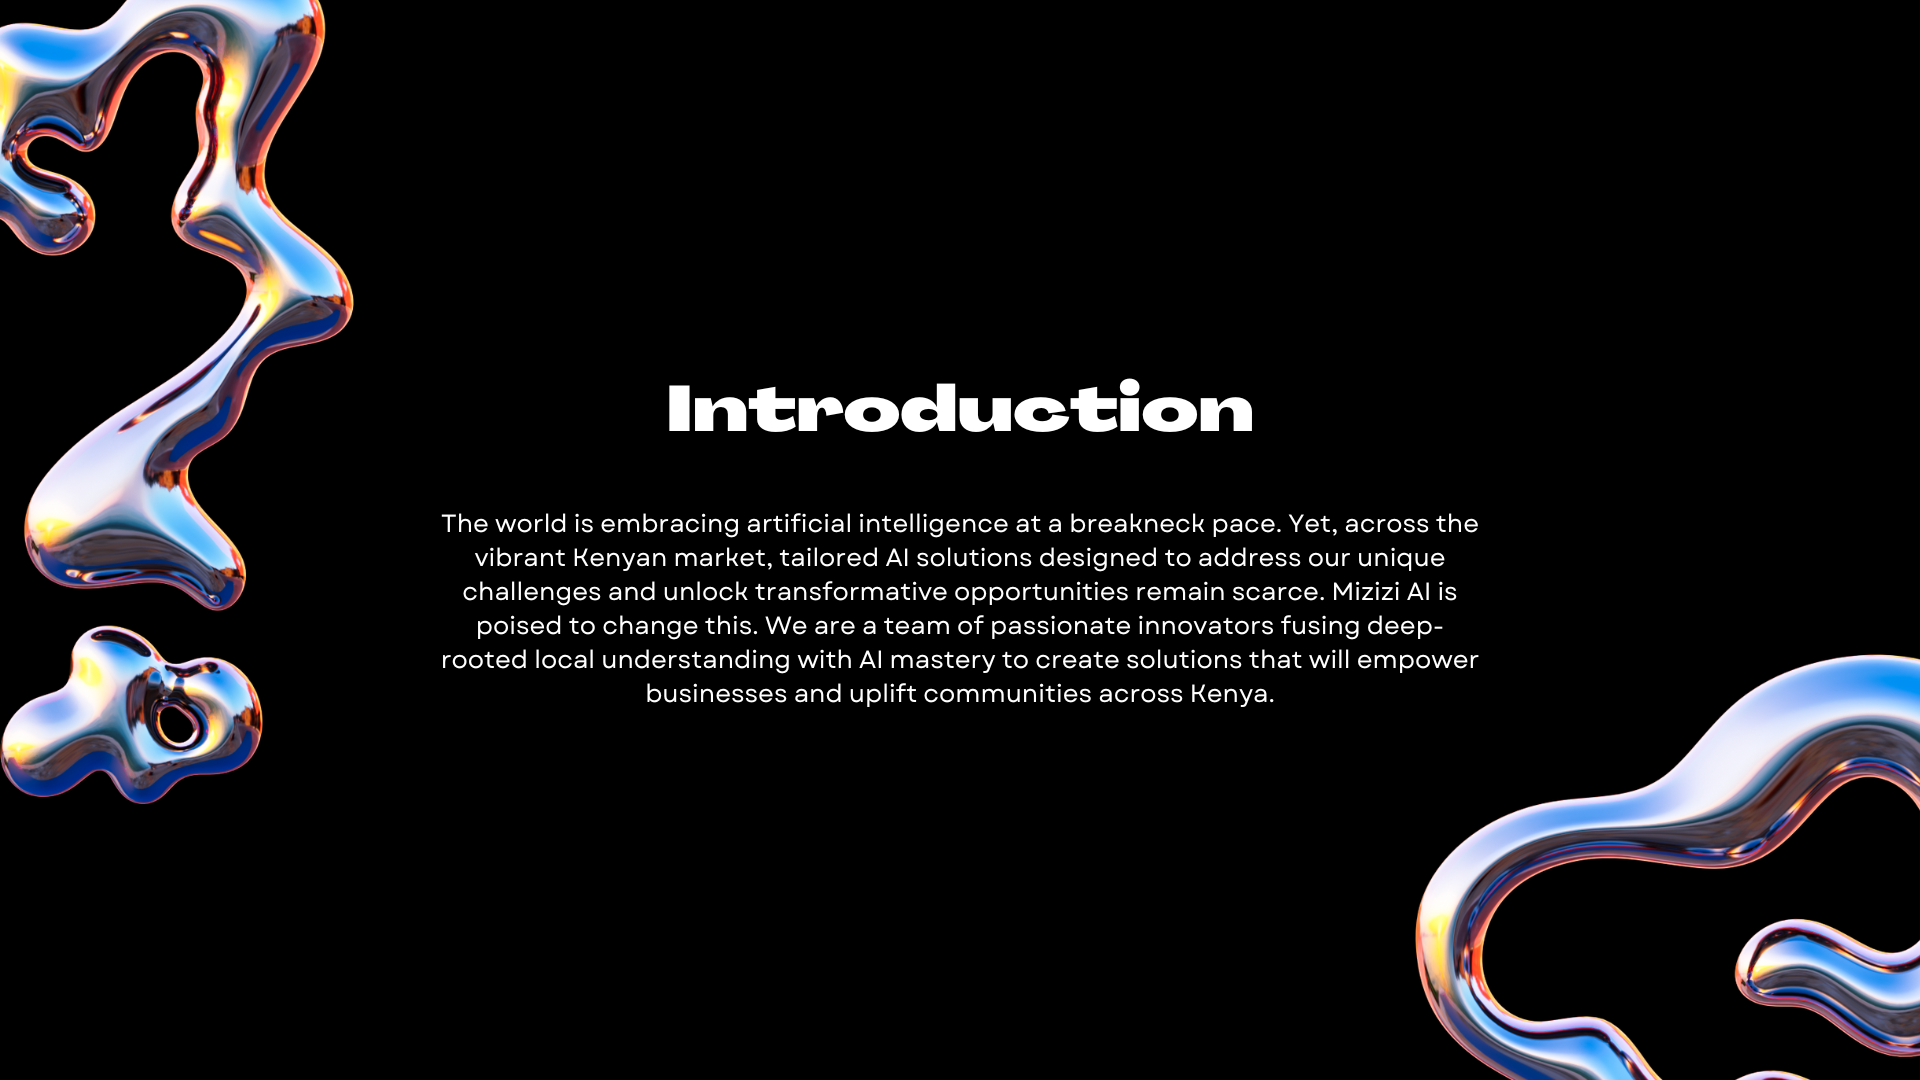 Introduction
The world is embracing artificial intelligence at a breakneck pace. Yet, across the
vibrant Kenyan market, tailored AI solutions designed to address our unique
challenges and unlock transformative opportunities remain scarce. Mizizi AI is
poised to change this. We are a team of passionate innovators fusing deep-
rooted local understanding with AI mastery to create solutions that will empower
businesses and uplift communities across Kenya.